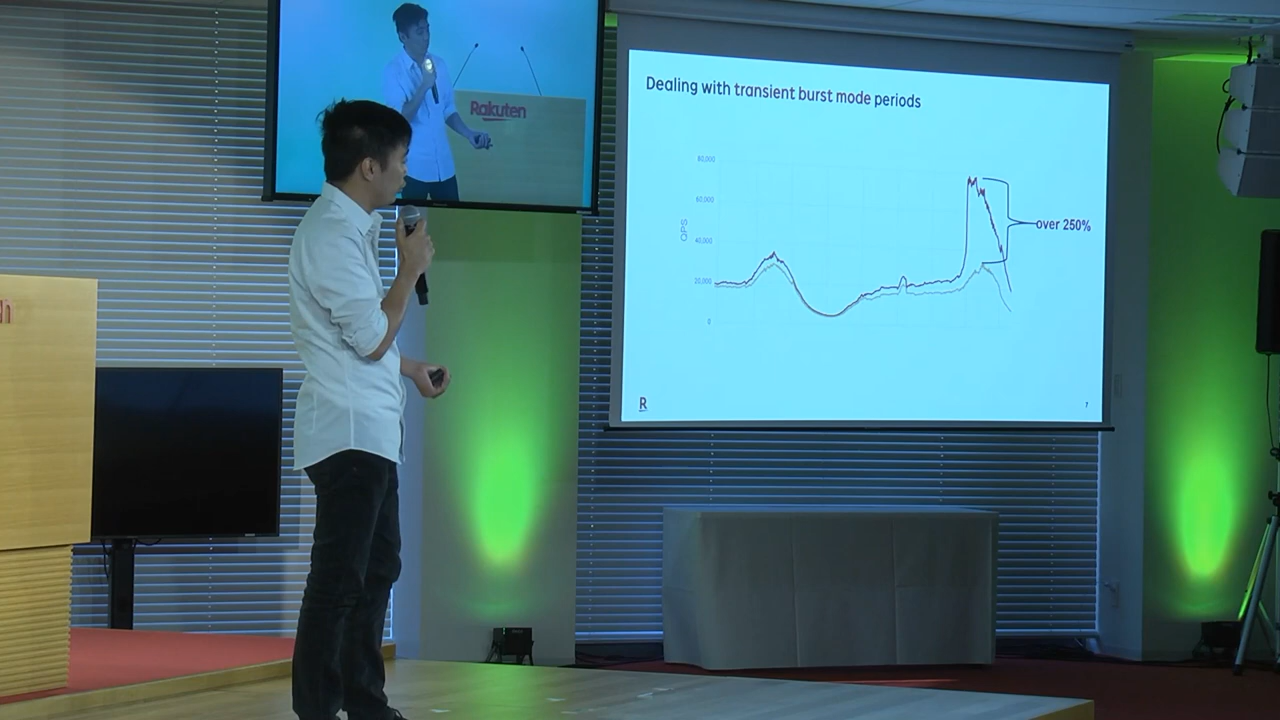 Rakuten
Dealing with transient burst mode periods
80,000
60,000
40,000
20,000
0
QPS
over 250%
R
7